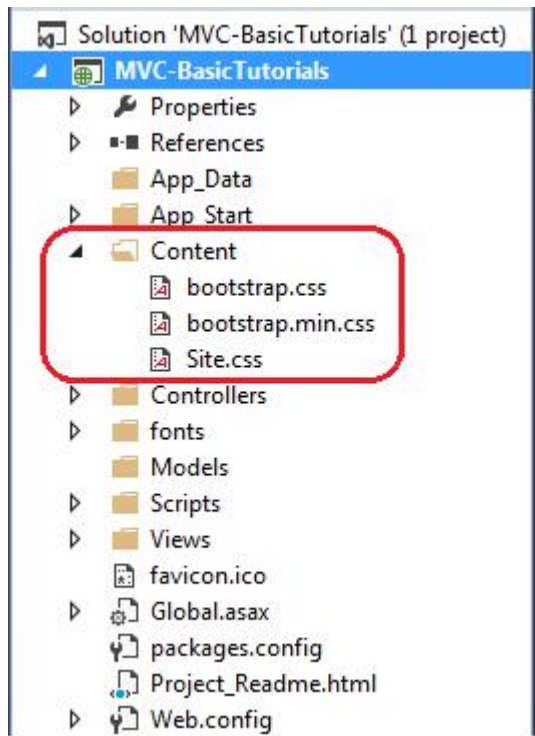 Solution 'MVC-BasicTutorials' (1 project)
MVC-BasicTutorials
Properties
References
App_Data
App_Start
Content
bootstrap.css
bootstrap.min.css
Site.css
Controllers
fonts
Models
Scripts
Views
favicon.ico
Global.asax
packages.config
Project_Readme.html
Web.config